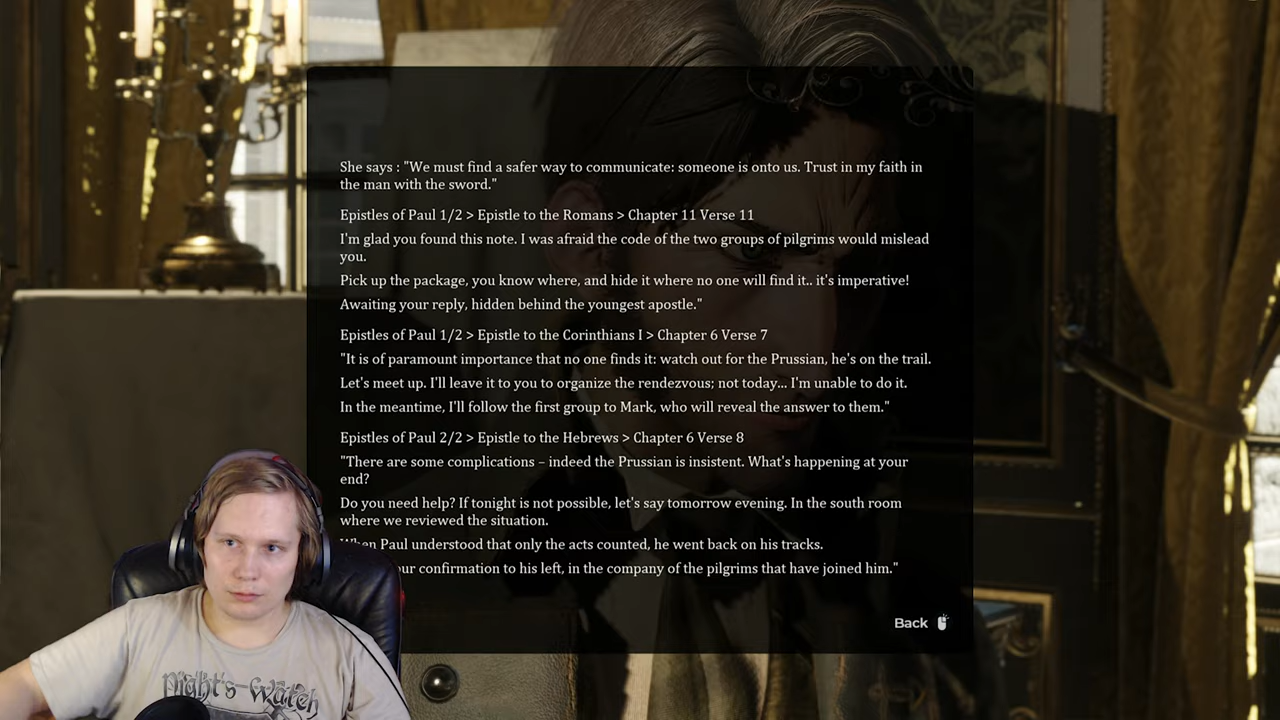 She says : "We must find a safer way to communicate: someone is onto us. Trust in my faith in
the man with the sword."
Epistles of Paul 1/2 > Epistle to the Romans > Chapter 11 Verse 11
I'm glad you found this note. I was afraid the code of the two groups of pilgrims would mislead
you.
Pick up the package, you know where, and hide it where no one will find it.. it's imperative!
Awaiting your reply, hidden behind the youngest apostle."
Epistles of Paul 1/2 > Epistle to the Corinthians I > Chapter 6 Verse 7
"It is of paramount importance that no one finds it: watch out for the Prussian, he's on the trail.
Let's meet up. I'll leave it to you to organize the rendezvous; not today... I'm unable to do it.
In the meantime, I'll follow the first group to Mark, who will reveal the answer to them."
Epistles of Paul 2/2 > Epistle to the Hebrews > Chapter 6 Verse 8
"There are some complications – indeed the Prussian is insistent. What's happening at your
end?
Do you need help? If tonight is not possible, let's say tomorrow evening. In the south room
where we reviewed the situation.
When Paul understood that only the acts counted, he went back on his tracks.
our confirmation to his left, in the company of the pilgrims that have joined him."
Back
Night's Watch